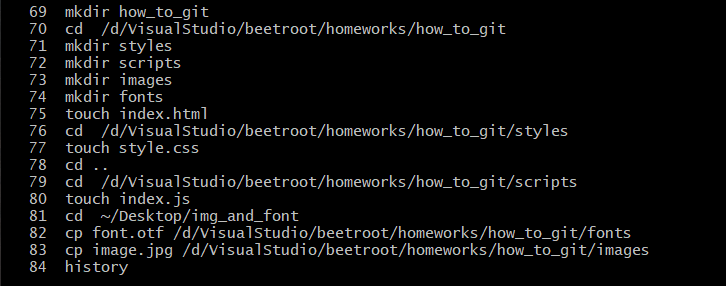 69 mkdir how_to_git
70 cd /d/VisualStudio/beetroot/homeworks/how_to_git
71 mkdir styles
72 mkdir scripts
73 mkdir images
74 mkdir fonts
75 touch index.html
76 cd /d/VisualStudio/beetroot/homeworks/how_to_git/styles
77 touch style.css
78 cd ..
79 cd /d/VisualStudio/beetroot/homeworks/how_to_git/scripts
80 touch index.js
81 cd ~/Desktop/img_and_font
82 cp font.otf /d/VisualStudio/beetroot/homeworks/how_to_git/fonts
83 cp image.jpg /d/VisualStudio/beetroot/homeworks/how_to_git/images
84 history